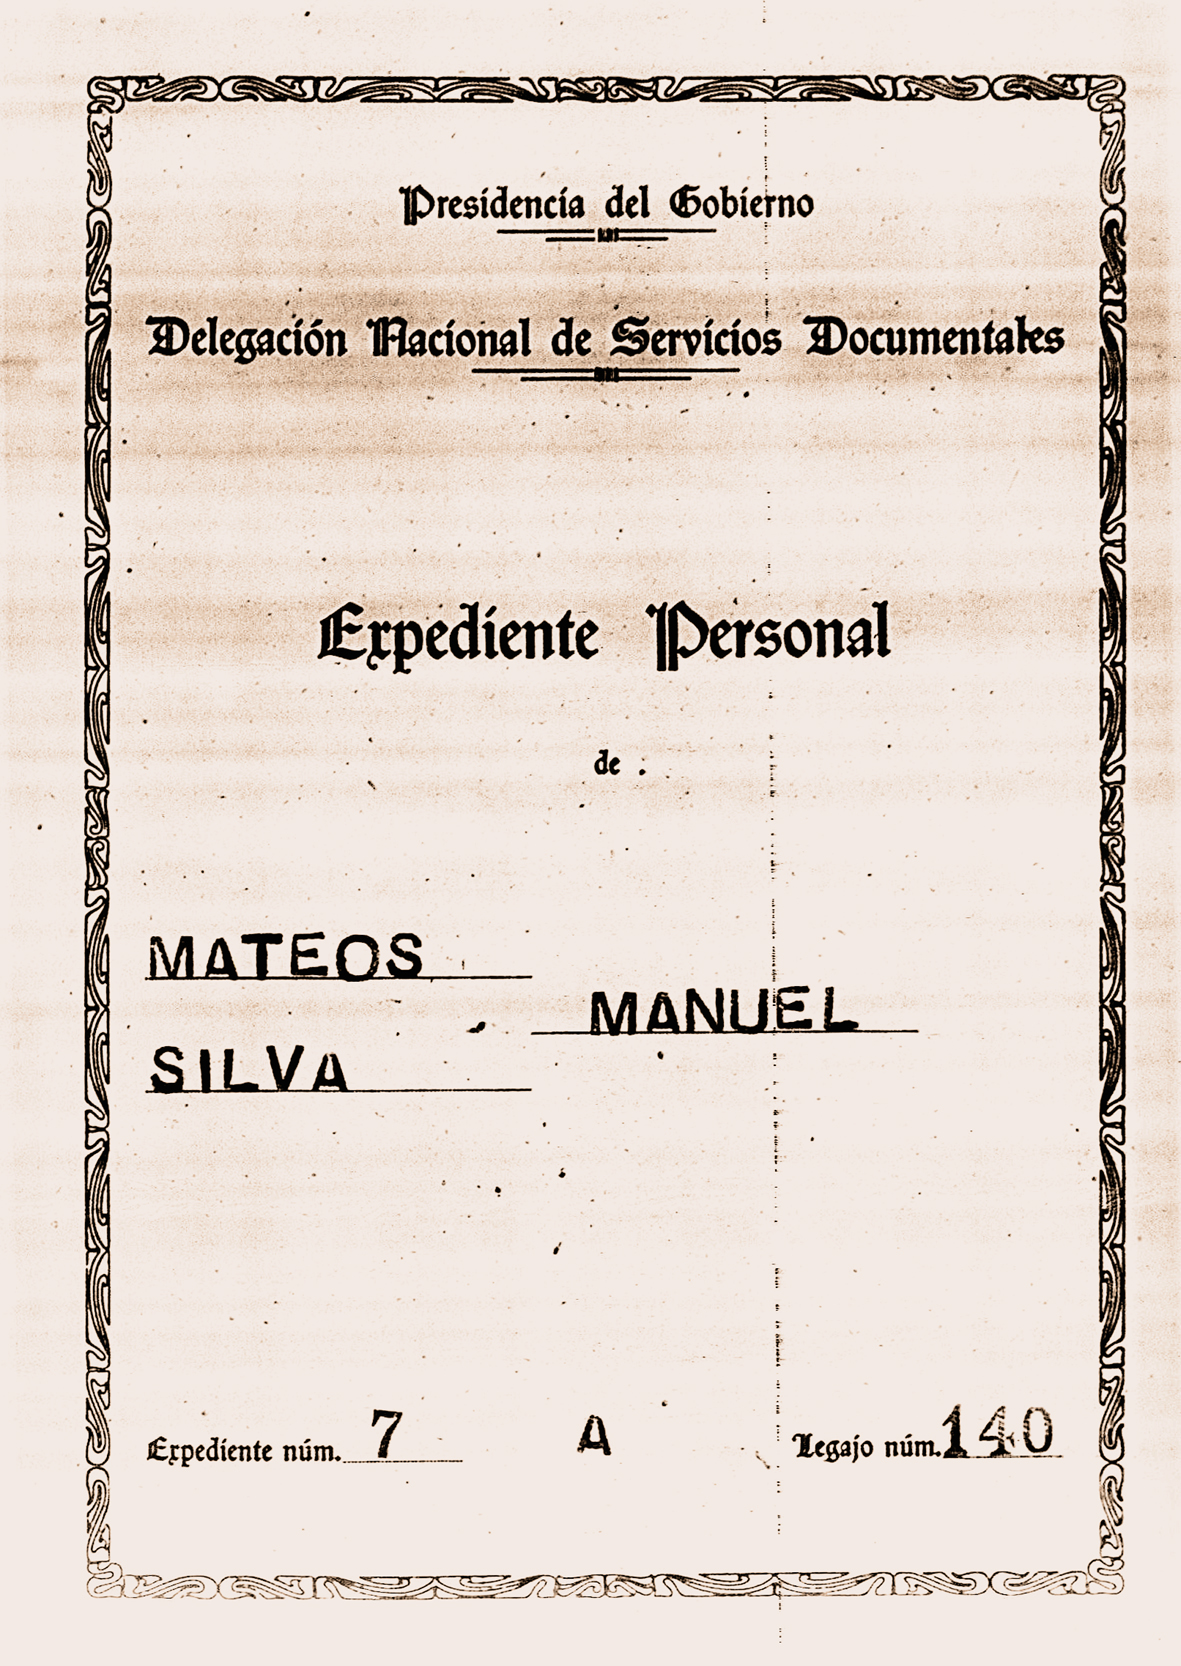 Presidencia del Gobierno
Delegación Nacional de Servicios Documentales
Expediente Personal
de
MATEOS
MANUEL
SILVA
Expediente núm. 7 A Legajo núm. 140